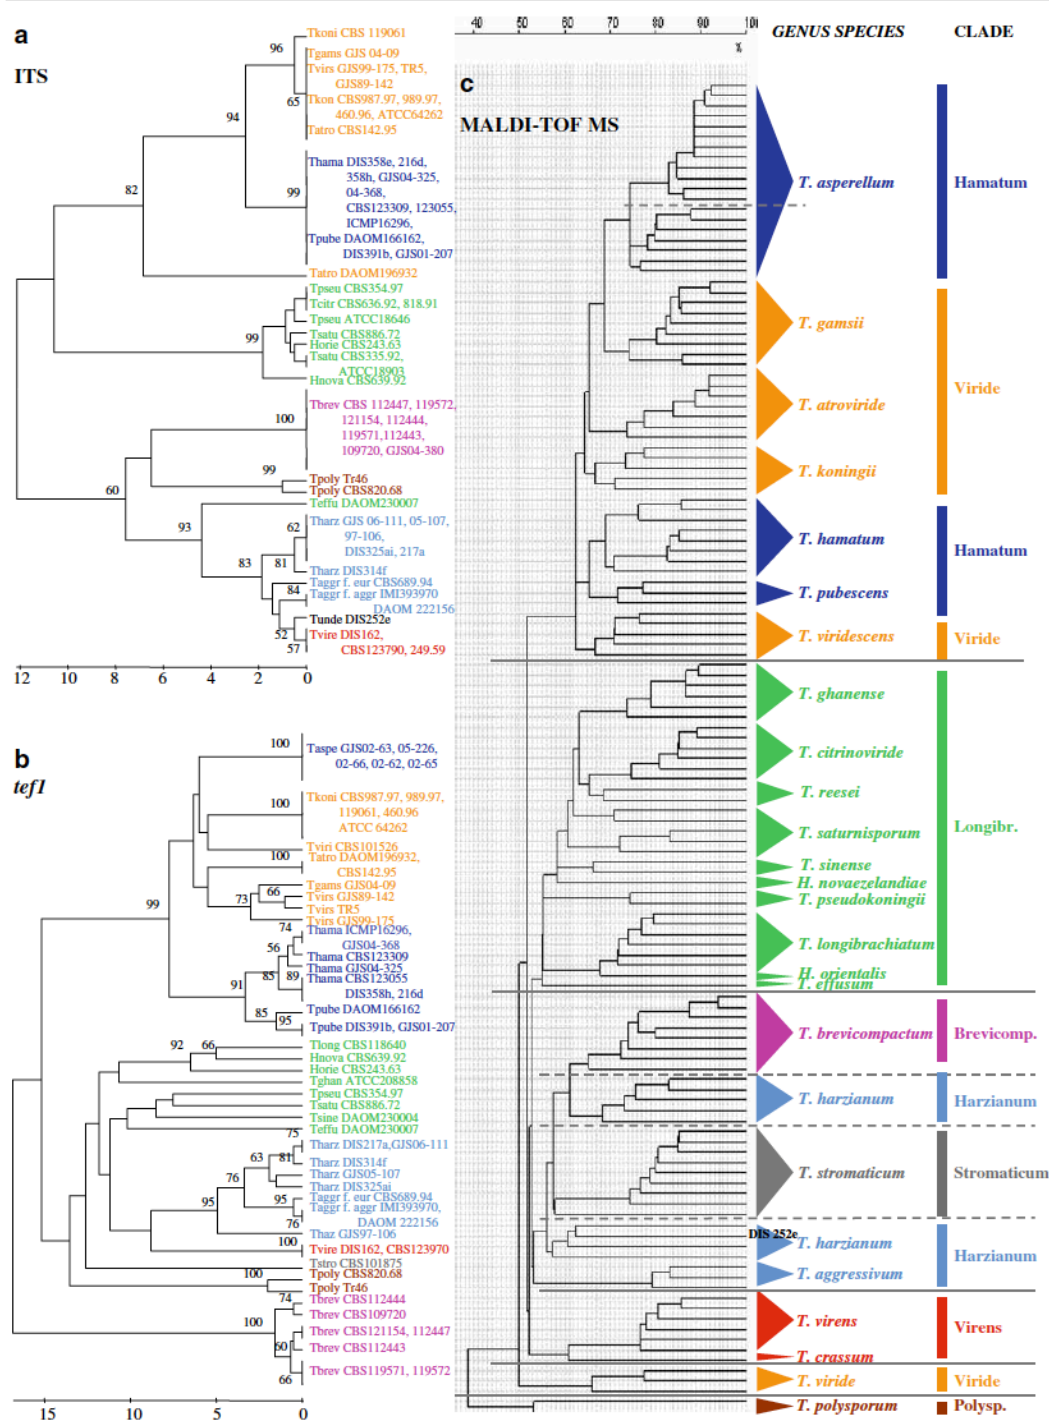 a
ITS
96
94
65
82
99
99
100
99
60
93
62
83
81
84
52
57
Tkoni CBS 119061
Tgams GJS 04-09
Tvirs GJS99-175, TR5,
GJS89-142
Tkon CBS987.97, 989.97,
460.96, ATCC64262
Tatro CBS142.95
Thama DIS358e, 216d,
358h, GJS04-325,
04-368,
CBS123309, 123055,
ICMP16296,
Tpube DAOM166162,
DIS391b, GJS01-207
Tatro DAOM196932
Tpseu CBS354.97
Tcitr CBS636.92, 818.91
Tpseu ATCC18646
Tsatu CBS886.72
Horie CBS243.63
Tsatu CBS335.92,
ATCC18903
Hnova CBS639.92
Tbrev CBS 112447, 119572,
121154, 112444,
119571,112443,
109720, GJS04-380
Tpoly Tr46
Tpoly CBS820.68
Teffu DAOM230007
Tharz GJS 06-111, 05-107,
97-106,
DIS325ai, 217a
Tharz DIS314f
Taggr f. eur CBS689.94
Taggr f. aggr IMI393970
DAOM 222156
Tunde DIS252e
Tvire DIS162,
CBS123790, 249.59
12 10 8 6 4 2 0
b
tef1
100
100
100
99
66
73
74
56
85 89
91
85
95
92 66
75
81
63
76
95
95
76
100
100
74
100
60
66
Taspe GJS02-63, 05-226,
02-66, 02-62, 02-65
Tkoni CBS987.97, 989.97,
119061, 460.96
ATCC 64262
Tviri CBS101526
Tatro DAOM196932,
CBS142.95
Tgams GJS04-09
Tvirs GJS89-142
Tvirs TR5
Tvirs GJS99-175
Thama ICMP16296,
GJS04-368
Thama CBS123309
Thama GJS04-325
Thama CBS123055
DIS358h, 216d
Tpube DAOM166162
Tpube DIS391b, GJS01-207
Tlong CBS118640
Hnova CBS639.92
Horie CBS243.63
Tghan ATCC208858
Tpseu CBS354.97
Tsatu CBS886.72
Tsine DAOM230004
Teffu DAOM230007
Tharz DIS217a,GJS06-111
Tharz DIS314f
Tharz GJS05-107
Tharz DIS325ai
Taggr f. eur CBS689.94
Taggr f. aggr IMI393970,
DAOM 222156
Thaz GJS97-106
Tvire DIS162, CBS123970
Tstro CBS101875
Tpoly CBS820.68
Tpoly Tr46
Tbrev CBS112444
Tbrev CBS109720
Tbrev CBS121154, 112447
Tbrev CBS112443
Tbrev CBS119571, 119572
15 10 5 0
40 50 60 70 80 90 100
%
c
MALDI-TOF MS
GENUS SPECIES
CLADE
T. asperellum
Hamatum
T. gamsii
T. atroviride
Viride
T. koningii
T. hamatum
Hamatum
T. pubescens
T. viridescens
Viride
T. ghanense
T. citrinoviride
T. reesei
T. saturnisporum
Longibr.
T. sinense
H. novaezelandiae
T. pseudokoningii
T. longibrachiatum
H. orientalis
T. effusum
T. brevicompactum
Brevicomp.
T. harzianum
Harzianum
T. stromaticum
Stromaticum
DIS 252e
T. harzianum
Harzianum
T. aggressivum
T. virens
Virens
T. crassum
T. viride
Viride
T. polysporum
Polysp.